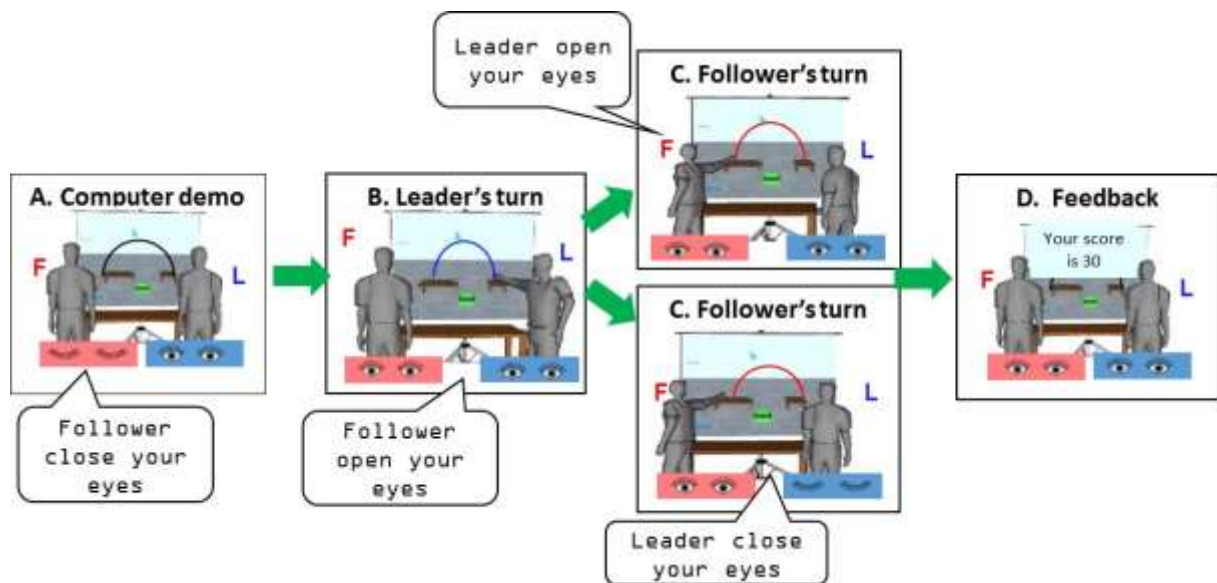 A. Computer demo
F
L
Follower
close your
eyes
B. Leader's turn
F
L
Follower
open your
eyes
Leader open
your eyes
C. Follower's turn
F
L
C. Follower's turn
F
L
Leader close
your eyes
D. Feedback
Your score
is 30
F
L